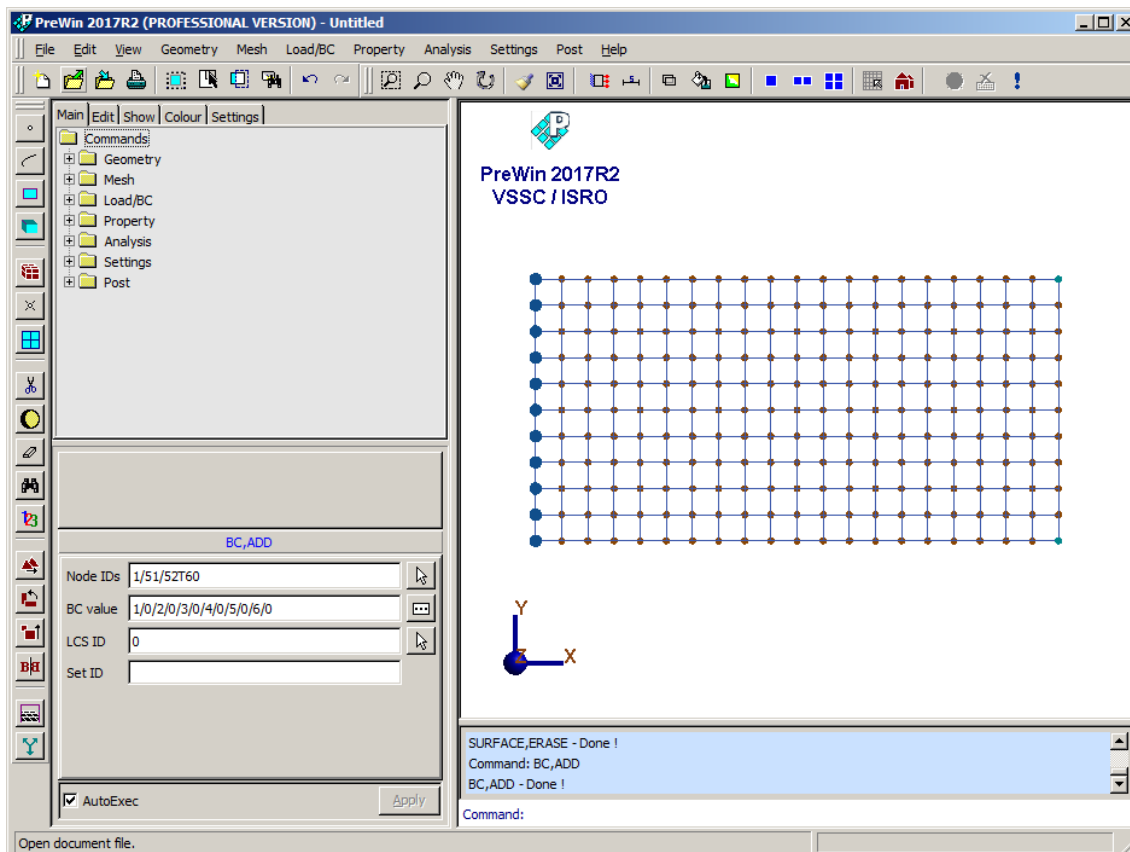 PreWin 2017R2 (PROFESSIONAL VERSION) - Untitled
File Edit View Geometry Mesh Load/BC Property Analysis Settings Post Help
Main Edit Show Colour Settings
Commands
Geometry
Mesh
Load/BC
Property
Analysis
Settings
Post
123
BC,ADD
Node IDs 1/51/52T60
BC value 1/0/2/0/3/0/4/0/5/0/6/0
LCS ID 0
Set ID
AutoExec Apply
P
PreWin 2017R2
VSSC / ISRO
Y
Z X
SURFACE,ERASE - Done !
Command: BC,ADD
BC,ADD - Done !
Command:
Open document file.